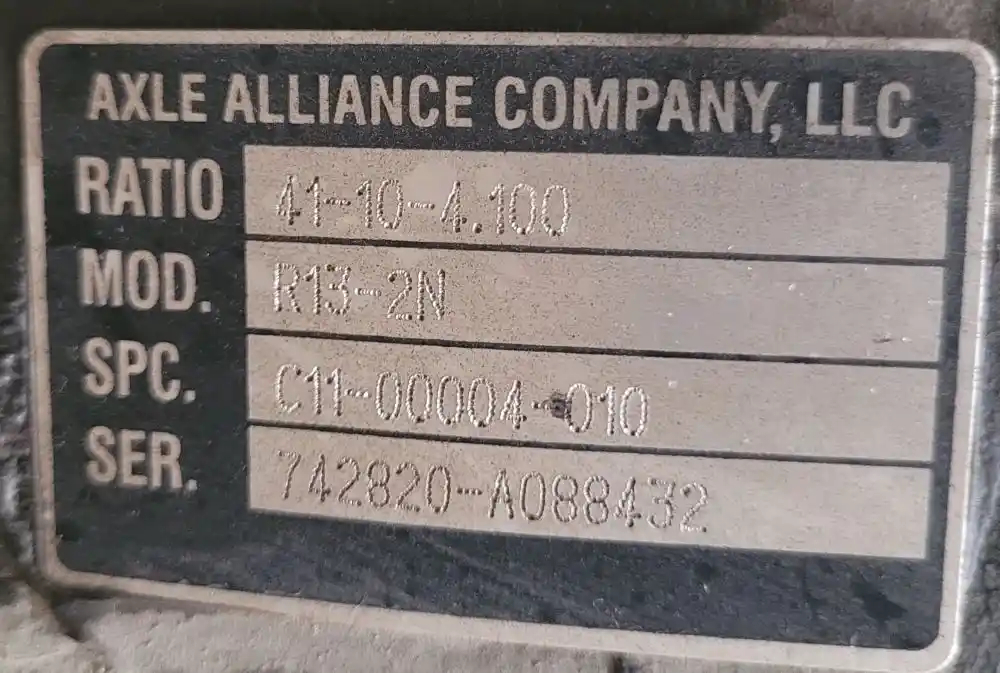 AXLE ALLIANCE COMPANY, LLC
RATIO 41-10-4.100
MOD. R13-2N
SPC. C11-00004-010
SER. 742820-A088432